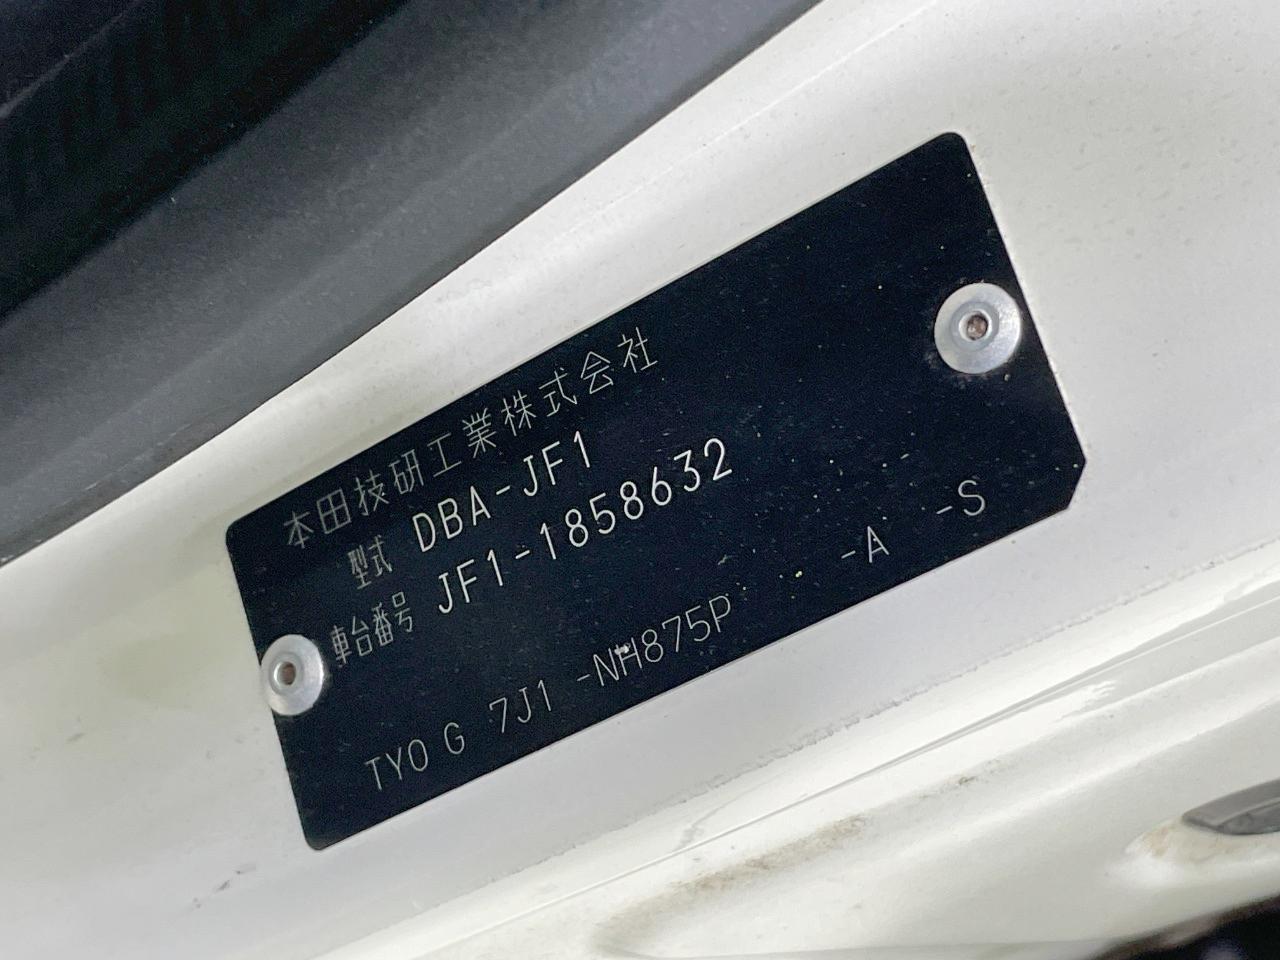 本田技研工業株式会社
型式 DBA-JF1
車台番号 JF1-1858632
TYO G 7J1 -NH875P -A -S